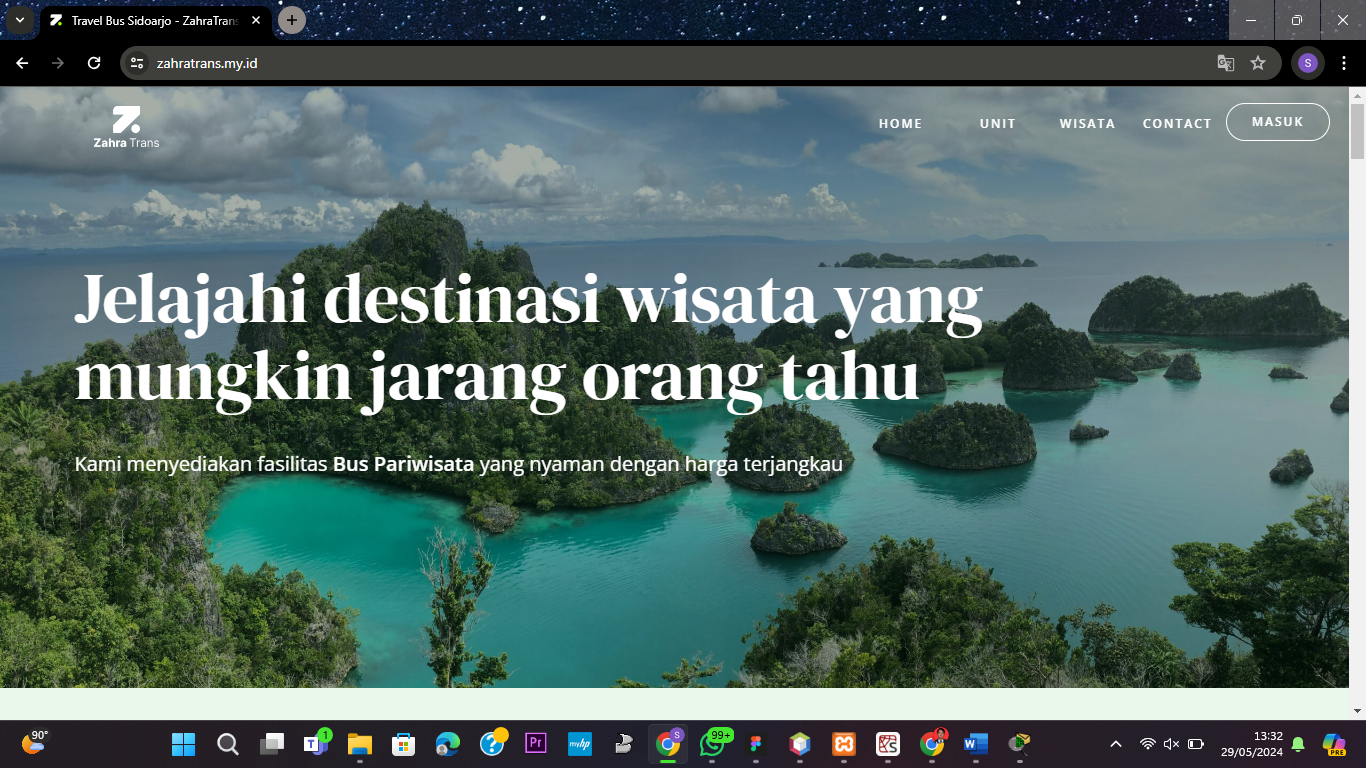 Travel Bus Sidoarjo - ZahraTrans
zahratrans.my.id
S
Zahra Trans
HOME
UNIT
WISATA
CONTACT
MASUK
Jelajahi destinasi wisata yang
mungkin jarang orang tahu
Kami menyediakan fasilitas Bus Pariwisata yang nyaman dengan harga terjangkau
90°
1
Pr
myhp
S
99+
13:32
29/05/2024
PRE